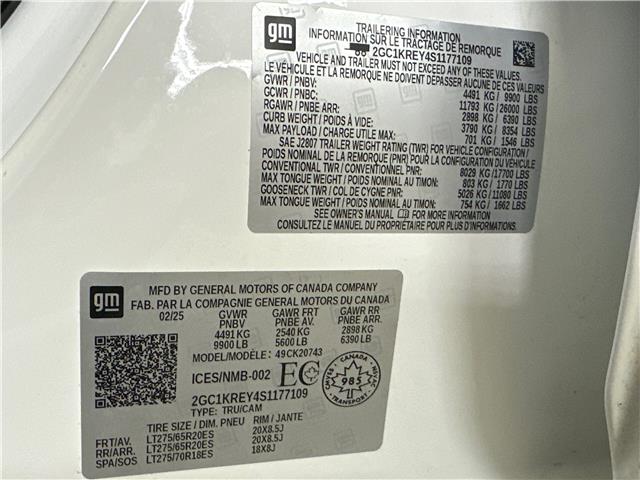 gm
TRAILERING INFORMATION
INFORMATION SUR LE TRACTAGE DE REMORQUE
2GC1KREY4S1177109
VEHICLE AND TRAILER MUST NOT EXCEED ANY OF THESE VALUES.
LE VÉHICULE ET LA REMORQUE NE DOIVENT DÉPASSER AUCUNE DE CES VALEURS
GVWR / PNBV: 4491 KG / 9900 LBS
GCWR / PNBC: 11793 KG / 26000 LBS
RGAWR / PNBE ARR: 2898 KG / 6390 LBS
CURB WEIGHT / POIDS À VIDE: 3790 KG / 8354 LBS
MAX PAYLOAD / CHARGE UTILE MAX: 701 KG / 1546 LBS
SAE J2807 TRAILER WEIGHT RATING (TWR) FOR VEHICLE CONFIGURATION /
POIDS NOMINAL DE LA REMORQUE (PNR) POUR LA CONFIGURATION DU VÉHICULE
CONVENTIONAL TWR / CONVENTIONNEL PNR: 8029 KG / 17700 LBS
MAX TONGUE WEIGHT / POIDS NOMINAL AU TIMON: 803 KG / 1770 LBS
GOOSENECK TWR / COL DE CYGNE PNR: 5026 KG / 11080 LBS
MAX TONGUE WEIGHT / POIDS NOMINAL AU TIMON: 754 KG / 1662 LBS
SEE OWNER'S MANUAL FOR MORE INFORMATION
CONSULTEZ LE MANUEL DU PROPRIÉTAIRE POUR PLUS D'INFORMATIONS
gm
MFD BY GENERAL MOTORS OF CANADA COMPANY
FAB. PAR LA COMPAGNIE GENERAL MOTORS DU CANADA
02/25 GVWR GAWR FRT GAWR RR
PNBV PNBE AV. PNBE ARR.
4491 KG 2540 KG 2898 KG
9900 LB 5600 LB 6390 LB
MODEL/MODÈLE: 49CK20743
ICES/NMB-002 EC
CANADA
985
2GC1KREY4S1177109
TYPE: TRU/CAM
TIRE SIZE / DIM. PNEU RIM / JANTE
FRT/AV. LT275/65R20ES 20X8.5J
RR/ARR. LT275/65R20ES 20X8.5J
SPA/SOS LT275/70R18ES 18X8J